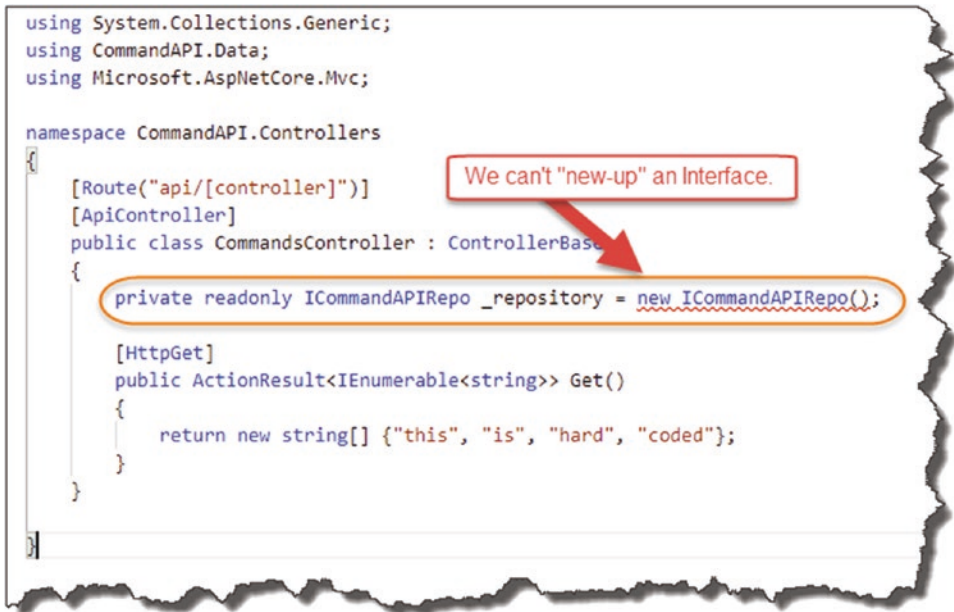 using System.Collections.Generic;
using CommandAPI.Data;
using Microsoft.AspNetCore.Mvc;
namespace CommandAPI.Controllers
{
[Route("api/[controller]")]
We can't "new-up" an Interface.
[ApiController]
public class CommandsController : ControllerBase
{
private readonly ICommandAPIRepo _repository = new ICommandAPIRepo();
[HttpGet]
public ActionResult<IEnumerable<string>> Get()
{
return new string[] {"this", "is", "hard", "coded"};
}
}
}